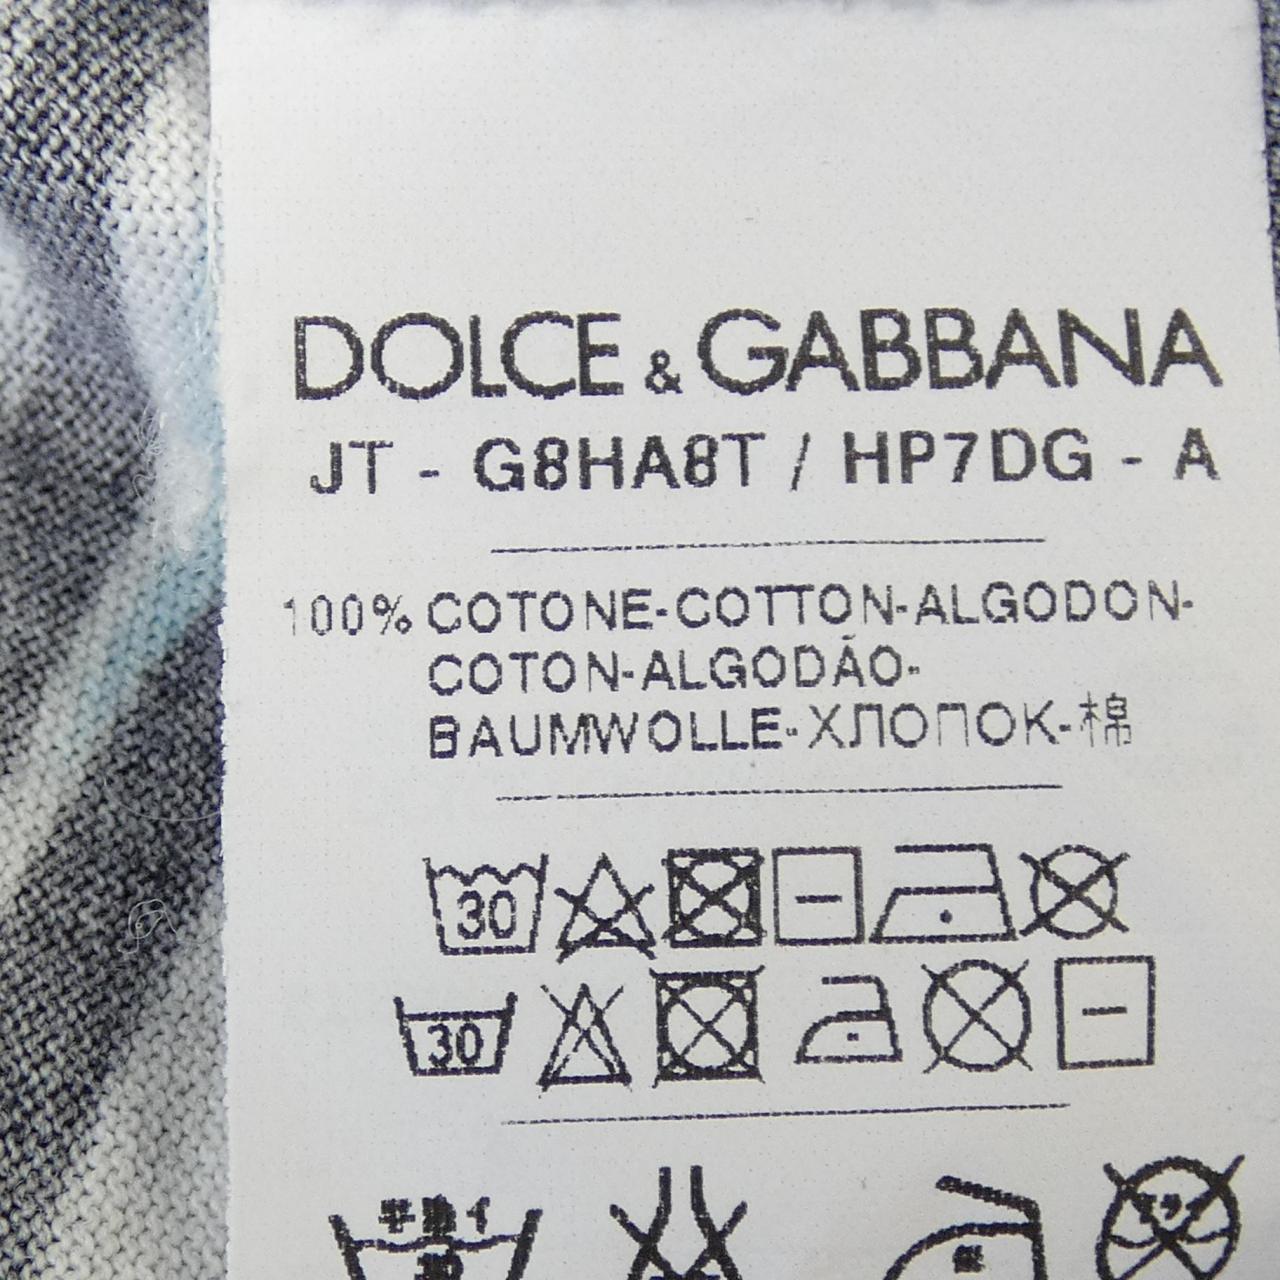 DOLCE & GABBANA
JT - G8HA8T / HP7DG - A
100% COTONE-COTTON-ALGODON-
COTON-ALGODÃO-
BAUMWOLLE-ХЛОПОК-棉
30
30